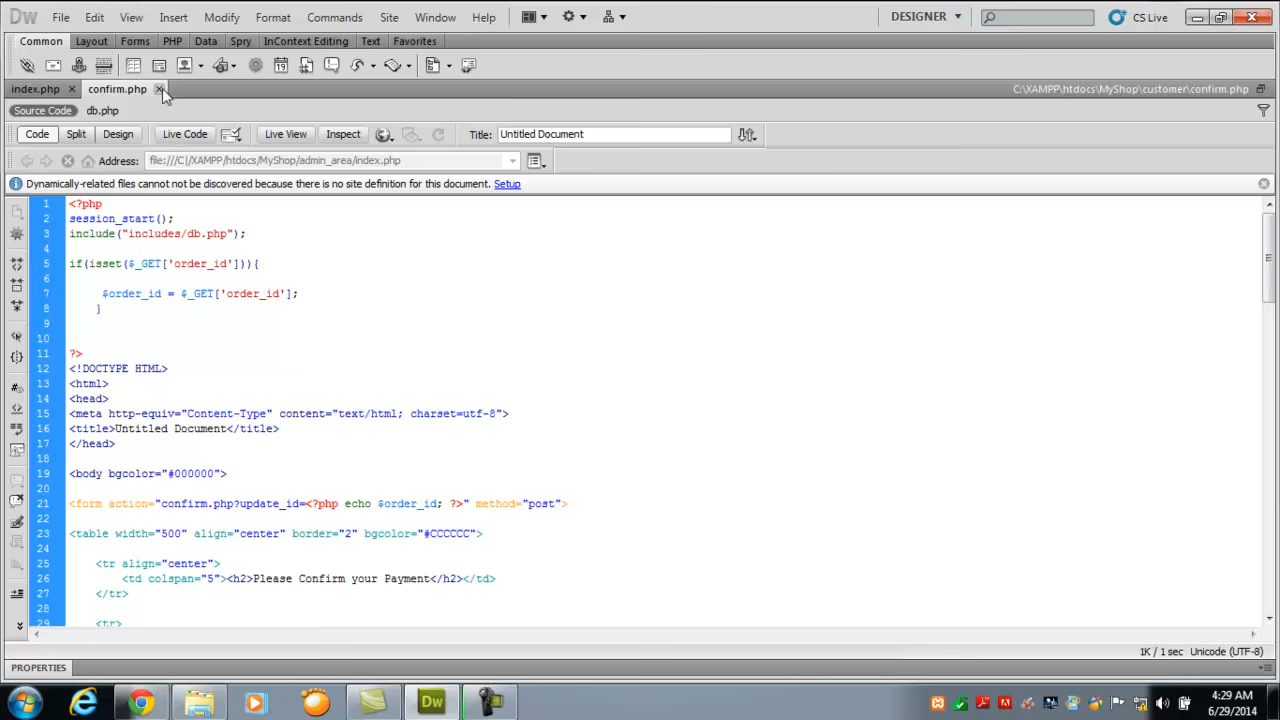 Dw File Edit View Insert Modify Format Commands Site Window Help DESIGNER CS Live
Common Layout Forms PHP Data Spry InContext Editing Text Favorites
index.php confirm.php C:\XAMPP\htdocs\MyShop\customer\confirm.php
Source Code db.php
Code Split Design Live Code Live View Inspect Title: Untitled Document
Address: file:///C|/XAMPP/htdocs/MyShop/admin_area/index.php
Dynamically-related files cannot not be discovered because there is no site definition for this document. Setup
1 <?php
2 session_start();
3 include("includes/db.php");
4
5 if(isset($_GET['order_id'])){
6
7 $order_id = $_GET['order_id'];
8 }
9
10
11 ?>
12 <!DOCTYPE HTML>
13 <html>
14 <head>
15 <meta http-equiv="Content-Type" content="text/html; charset=utf-8">
16 <title>Untitled Document</title>
17 </head>
18
19 <body bgcolor="#000000">
20
21 <form action="confirm.php?update_id=<?php echo $order_id; ?>" method="post">
22
23 <table width="500" align="center" border="2" bgcolor="#CCCCCC">
24
25 <tr align="center">
26 <td colspan="5"><h2>Please Confirm your Payment</h2></td>
27 </tr>
28
29 <tr>
1K / 1 sec Unicode (UTF-8)
PROPERTIES
Dw
4:29 AM
6/29/2014